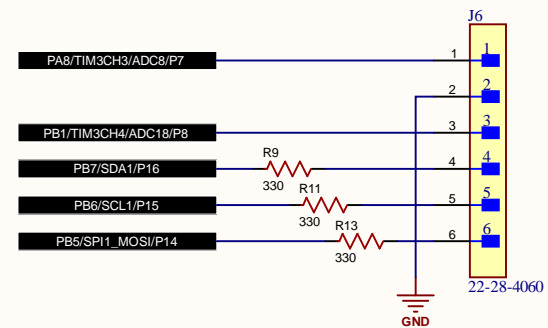 J6
PA8/TIM3CH3/ADC8/P7
1
1
2
2
PB1/TIM3CH4/ADC18/P8
3
3
R9
PB7/SDA1/P16
4
4
330
R11
PB6/SCL1/P15
5
5
330
R13
PB5/SPI1_MOSI/P14
6
6
330
22-28-4060
GND